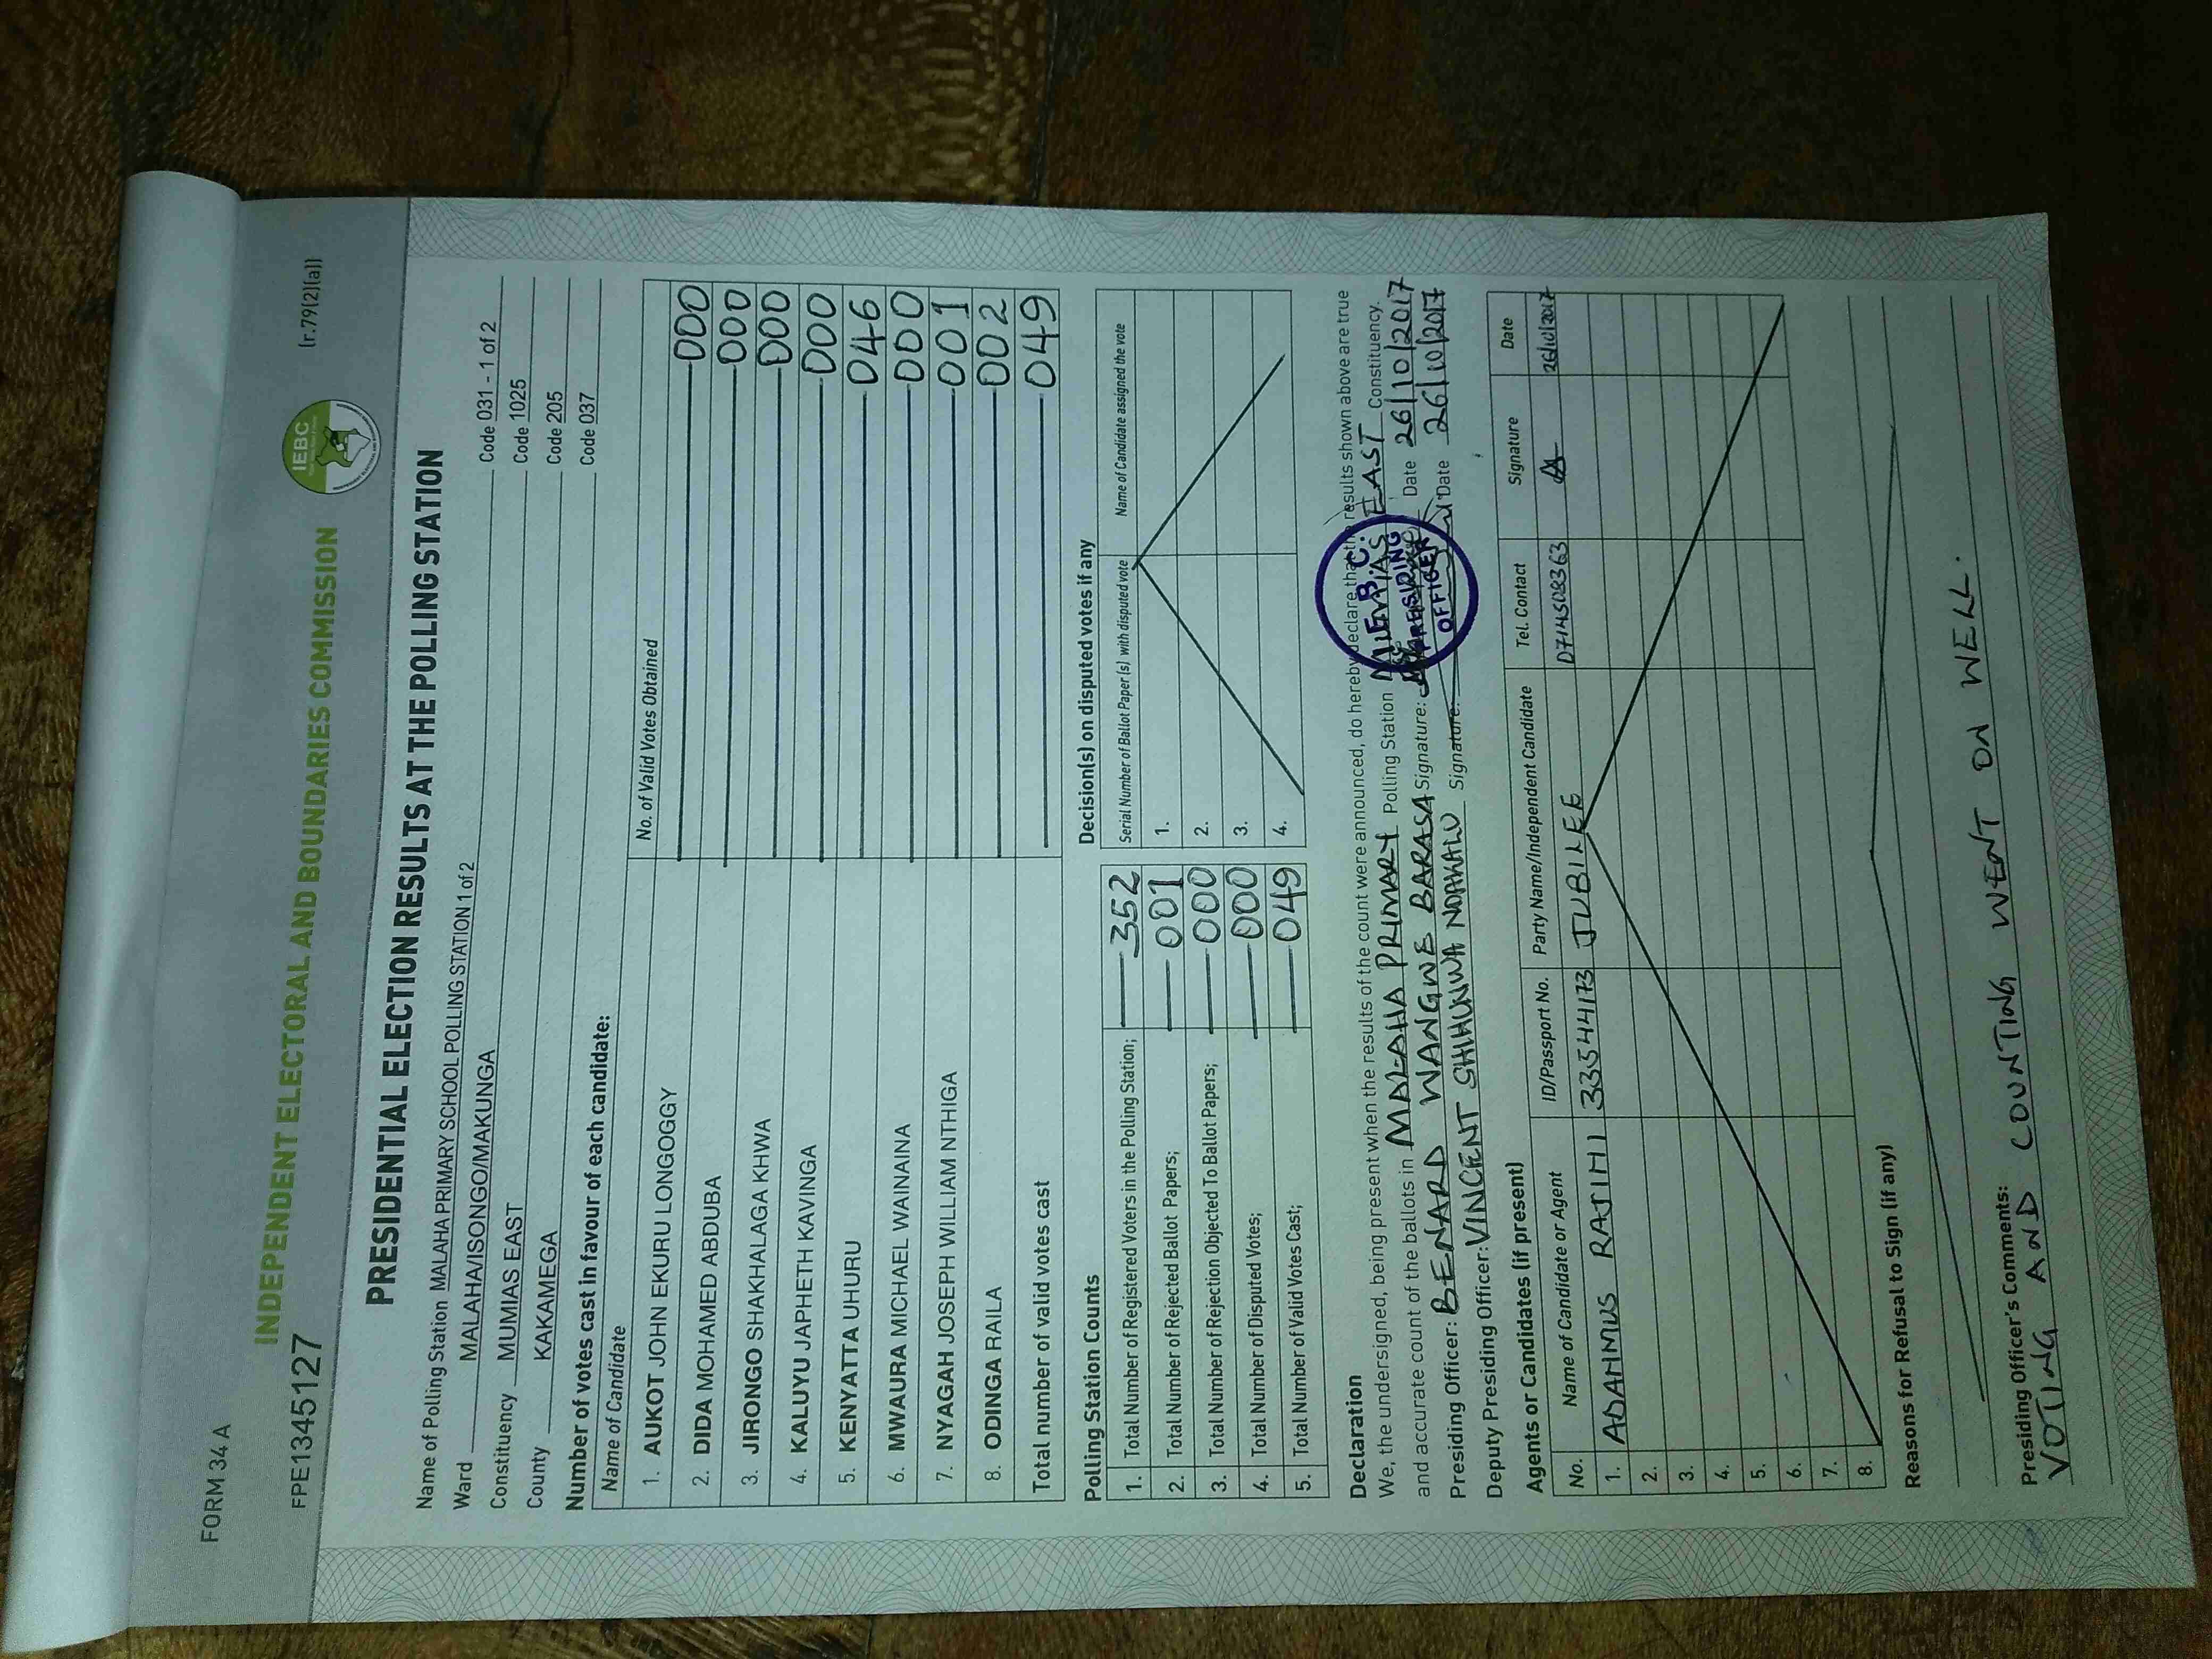 FORM 34 A
FPE1345127
INDEPENDENT ELECTORAL AND BOUNDARIES COMMISSION
IEBC
(r.79(2)(a))
PRESIDENTIAL ELECTION RESULTS AT THE POLLING STATION
Name of Polling Station MALAHA PRIMARY SCHOOL POLLING STATION 1 of 2 Code 031 - 1 of 2
Ward MALAHA/ISONGO/MAKUNGA Code 1025
Constituency MUMIAS EAST Code 205
County KAKAMEGA Code 037
Number of votes cast in favour of each candidate:
Name of Candidate No. of Valid Votes Obtained
1. AUKOT JOHN EKURU LONGOGGY 000
2. DIDA MOHAMED ABDUBA 000
3. JIRONGO SHAKHALAGA KHWA 000
4. KALUYU JAPHETH KAVINGA 000
5. KENYATTA UHURU 046
6. MWAURA MICHAEL WAINAINA 000
7. NYAGAH JOSEPH WILLIAM NTHIGA 001
8. ODINGA RAILA 002
Total number of valid votes cast 049
Polling Station Counts
1. Total Number of Registered Voters in the Polling Station; 352
2. Total Number of Rejected Ballot Papers; 001
3. Total Number of Rejection Objected To Ballot Papers; 000
4. Total Number of Disputed Votes; 000
5. Total Number of Valid Votes Cast; 049
Decision(s) on disputed votes if any
Serial Number of Ballot Paper (s) with disputed vote Name of Candidate assigned the vote
1.
2.
3.
4.
Declaration
We, the undersigned, being present when the results of the count were announced, do hereby declare that the results shown above are true
and accurate count of the ballots in MALAHA PRIMARY Polling Station MUMIAS EAST Constituency.
Presiding Officer: BENARD WANGWE BARASA Signature: Date 26/10/2017
Deputy Presiding Officer: VINCENT Signature: Date 26/10/2017
I.E.B.C.
PRESIDING
OFFICER
Agents or Candidates (if present)
No. Name of Candidate or Agent ID/Passport No. Party Name/Independent Candidate Tel. Contact Signature Date
1. ADAHMUS RAJIHI 33544173 JUBILEE 0714508363 26/10/2017
2.
3.
4.
5.
6.
7.
8.
Reasons for Refusal to Sign (if any)
Presiding Officer's Comments:
VOTING AND COUNTING WENT ON WELL.